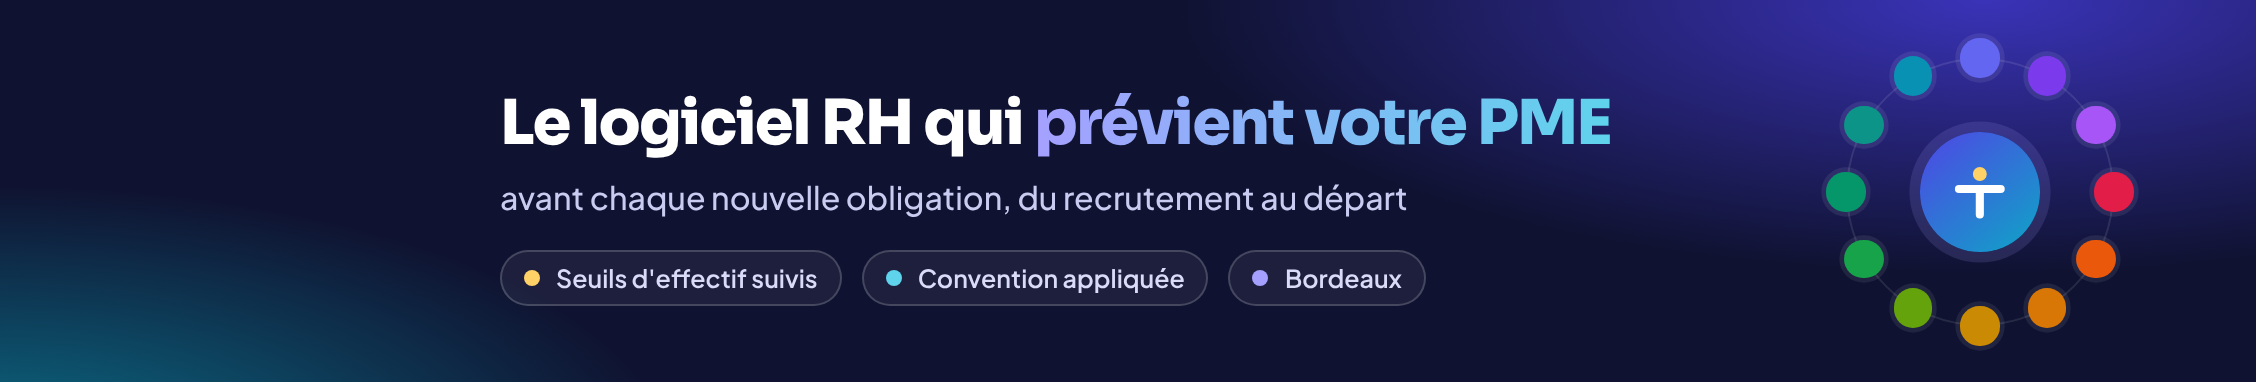 Le logiciel RH qui prévient votre PME
avant chaque nouvelle obligation, du recrutement au départ
Seuils d'effectif suivis
Convention appliquée
Bordeaux